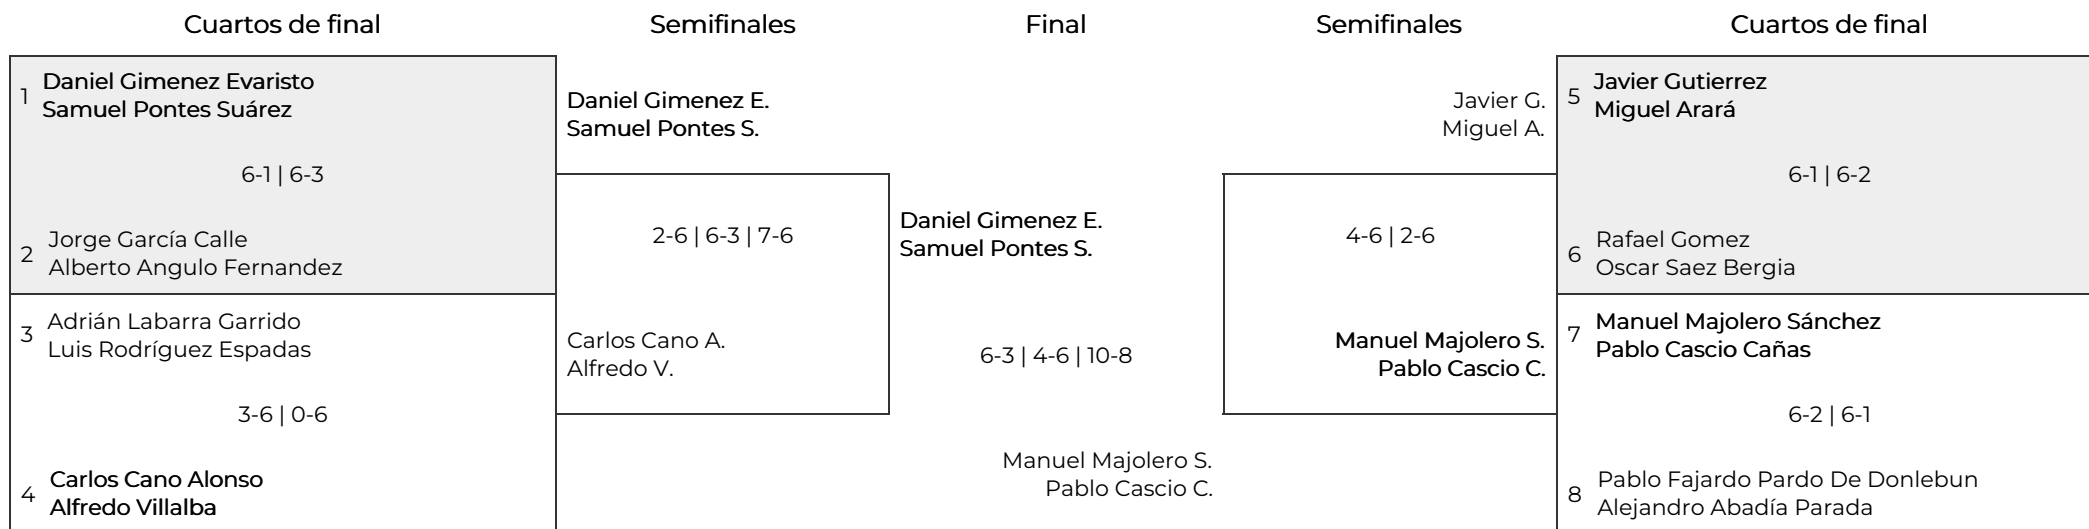 Cuartos de final
Semifinales
Final
Semifinales
Cuartos de final
1
Daniel Gimenez Evaristo
Samuel Pontes Suárez
6-1 | 6-3
2
Jorge García Calle
Alberto Angulo Fernandez
3
Adrián Labarra Garrido
Luis Rodríguez Espadas
3-6 | 0-6
4
Carlos Cano Alonso
Alfredo Villalba
Daniel Gimenez E.
Samuel Pontes S.
2-6 | 6-3 | 7-6
Carlos Cano A.
Alfredo V.
Daniel Gimenez E.
Samuel Pontes S.
6-3 | 4-6 | 10-8
Manuel Majolero S.
Pablo Cascio C.
Javier G.
Miguel A.
4-6 | 2-6
Manuel Majolero S.
Pablo Cascio C.
5
Javier Gutierrez
Miguel Arará
6-1 | 6-2
6
Rafael Gomez
Oscar Saez Bergia
7
Manuel Majolero Sánchez
Pablo Cascio Cañas
6-2 | 6-1
8
Pablo Fajardo Pardo De Donlebun
Alejandro Abadía Parada